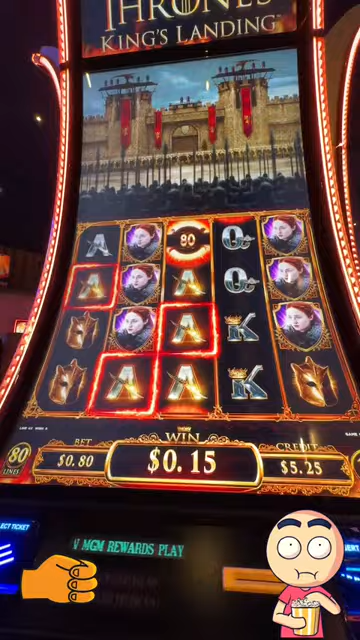 THRONES
KING'S LANDING
A
80
Q
A
A
Q
A
K
A
A
K
BET
WIN
CREDIT
80
LINES
$0.80
$0.15
$5.25
MGM REWARDS PLAY